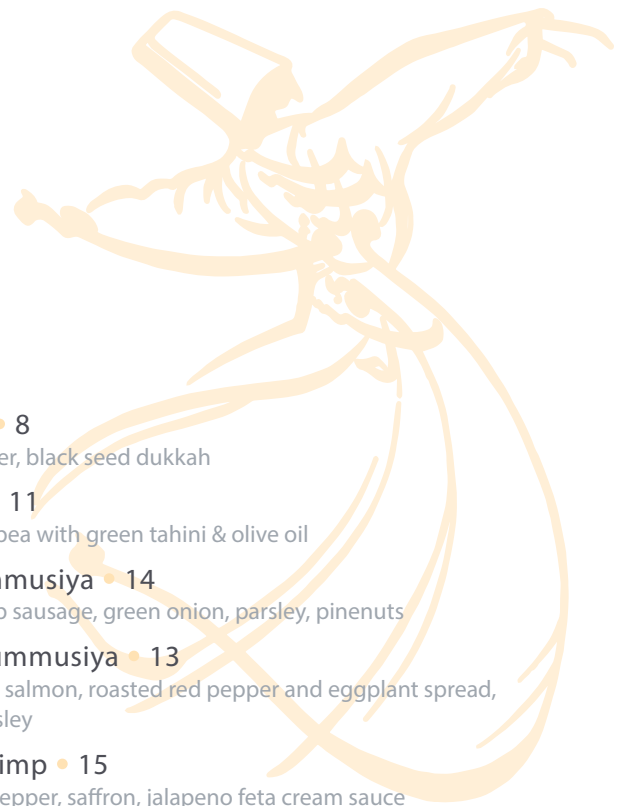 • 8
er, black seed dukkah
• 11
pea with green tahini & olive oil
musiya • 14
sausage, green onion, parsley, pinenuts
ummusiya • 13
salmon, roasted red pepper and eggplant spread,
sley
imp • 15
epper, saffron, jalapeno feta cream sauce